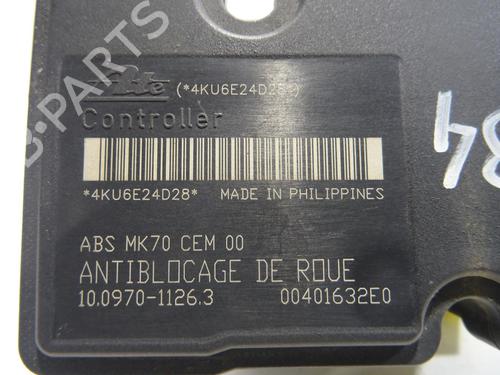 Ate (*4KU6E24D28*)
Controller
*4KU6E24D28* MADE IN PHILIPPINES
ABS MK70 CEM 00
ANTIBLOCAGE DE ROUE
10.0970-1126.3 00401632E0
84
B-PARTS